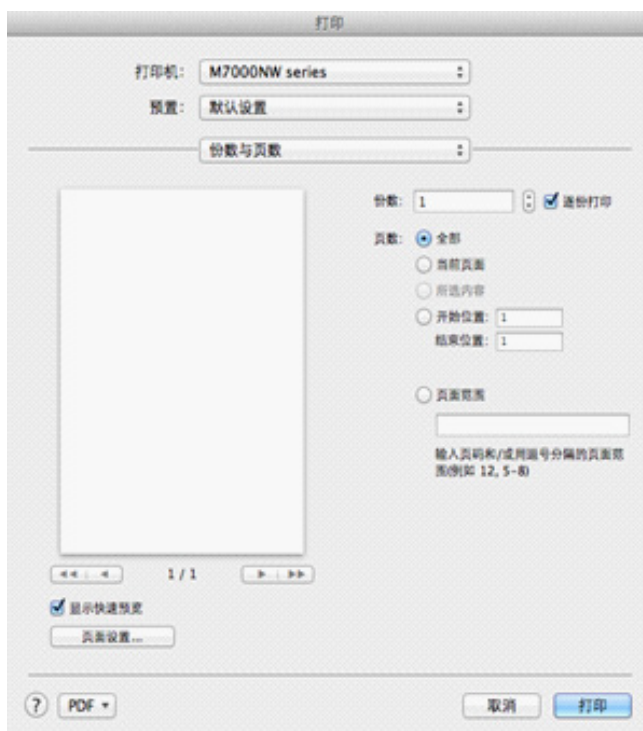 打印
打印机: M7000NW series
预置: 默认设置
份数与页数
份数: 1 逐份打印
页数: 全部
当前页面
所选内容
开始位置: 1
结束位置: 1
页面范围
输入页码和/或用逗号分隔的页面范
围(例如 12, 5-8)
1 / 1
显示快速预览
页面设置...
? PDF
取消 打印